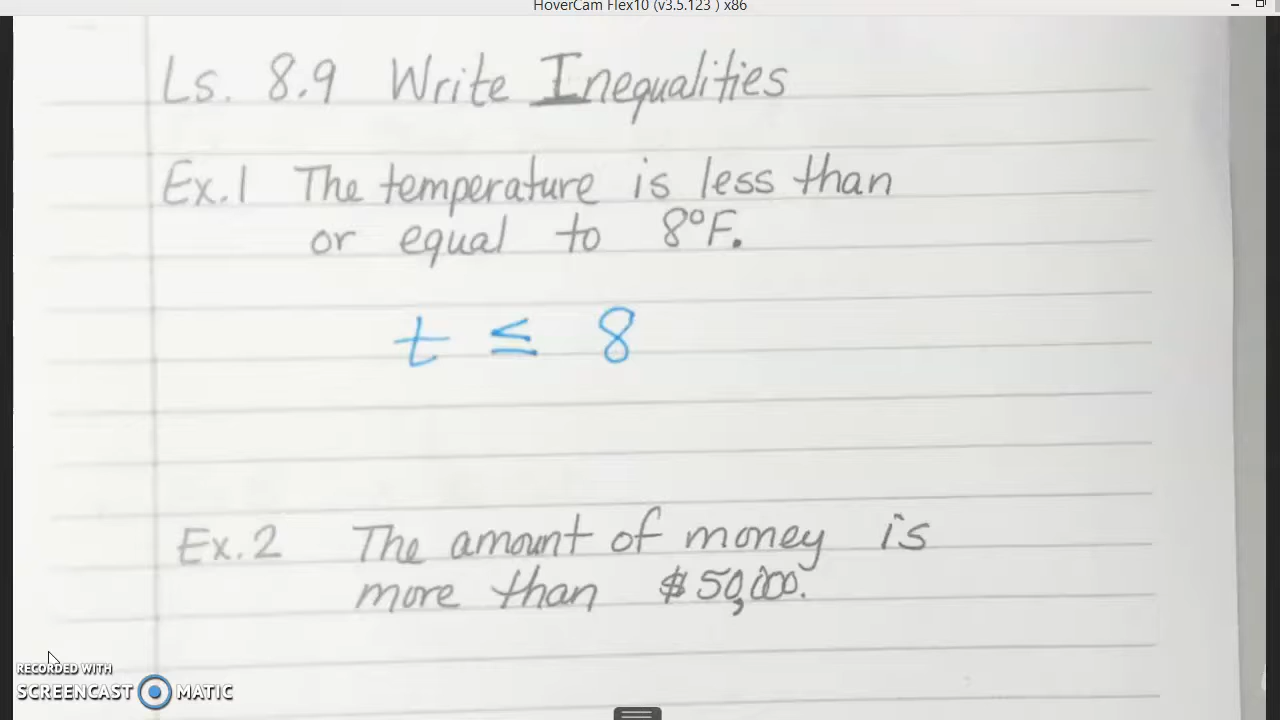 HoverCam Flex10 (v3.5.123 ) x86
Ls. 8.9 Write Inequalities
Ex.1 The temperature is less than
or equal to 8°F.
t ≤ 8
Ex.2 The amount of money is
more than $50,000.
RECORDED WITH
SCREENCAST MATIC